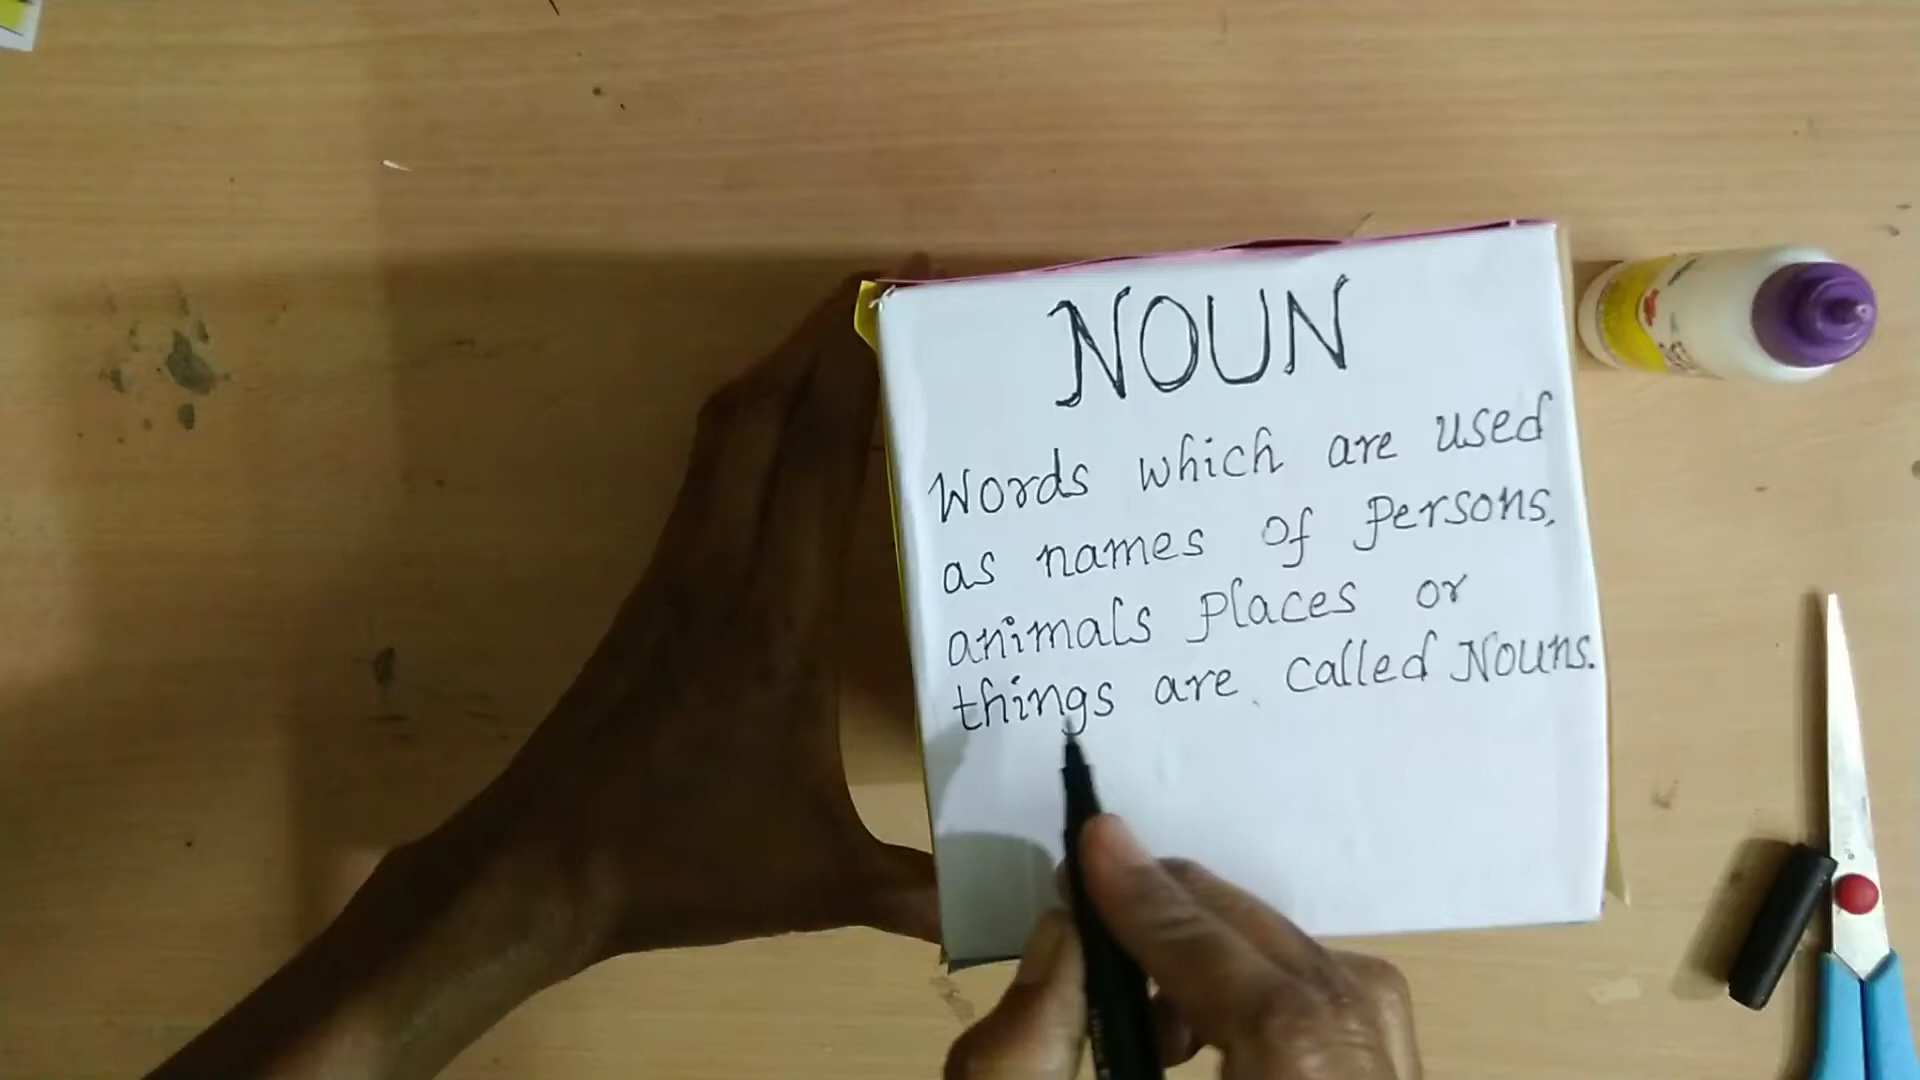 NOUN
Words which are used
as names of Persons,
animals Places or
things are called Nouns.